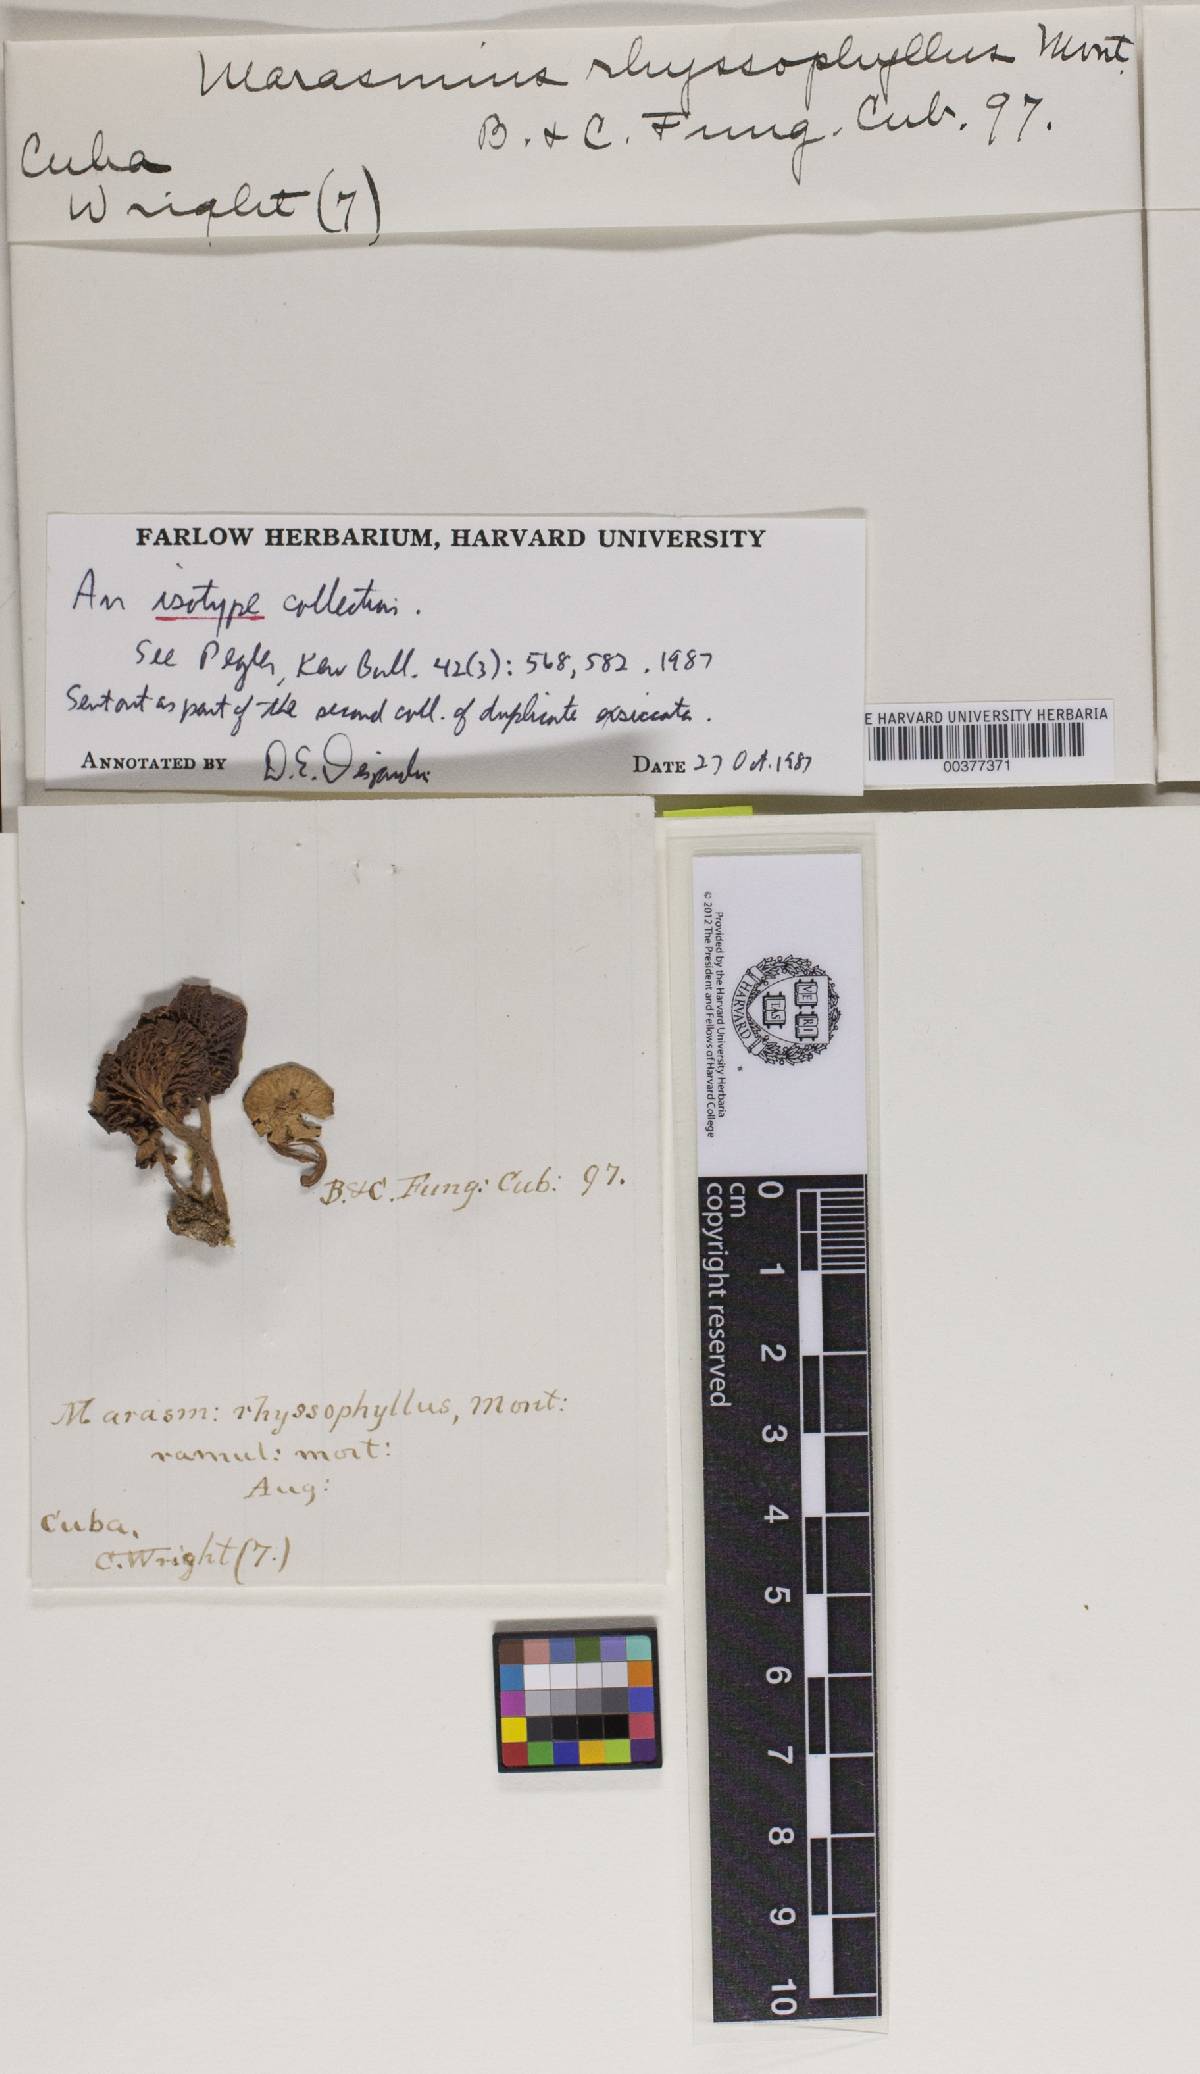 Marasmius rhyssophyllus Mont.
B. & C. Fung. Cub. 97.
Cuba
Wright (7)
FARLOW HERBARIUM, HARVARD UNIVERSITY
An isotype collection.
See Pegler, Kew Bull. 42(3): 568, 582. 1987
Sent out as part of the second coll. of duplicate exsiccata.
ANNOTATED BY D. E. Desjardin
DATE 27 Oct. 1987
E HARVARD UNIVERSITY HERBARIA
00377371
Provided by the Harvard University Herbaria
© 2012 The President and Fellows of Harvard College
VE RI TAS
HARVARD
B. & C. Fung: Cub: 97.
Marasm: rhyssophyllus, Mont:
ramul: mort:
Aug:
Cuba,
C. Wright (7.)
cm
copyright reserved
0
1
2
3
4
5
6
7
8
9
10